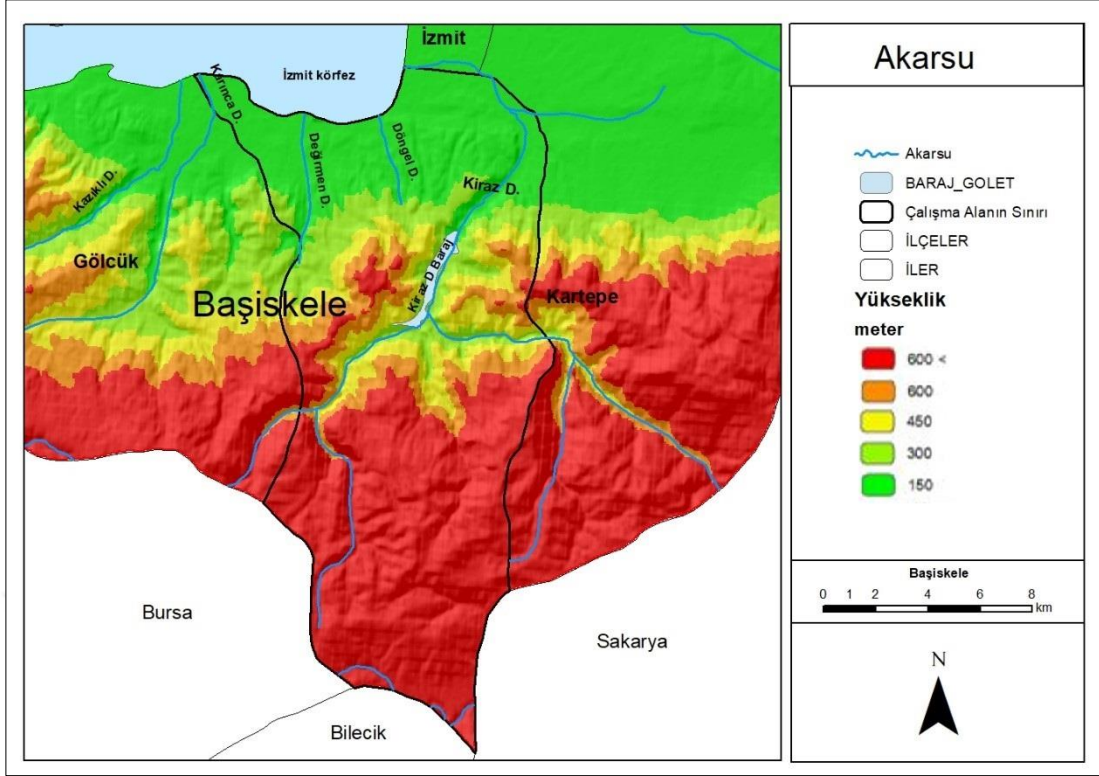 İzmit
İzmit körfez
Karınca D.
Değirmen D.
Döngel D.
Kazıklı D.
Kiraz D.
Gölcük
Kiraz D Baraj
Başiskele
Kartepe
Bursa
Sakarya
Bilecik
Akarsu
Akarsu
BARAJ_GOLET
Çalışma Alanın Sınırı
İLÇELER
İLER
Yükseklik
meter
600 <
600
450
300
150
Başiskele
0 1 2 4 6 8
km
N